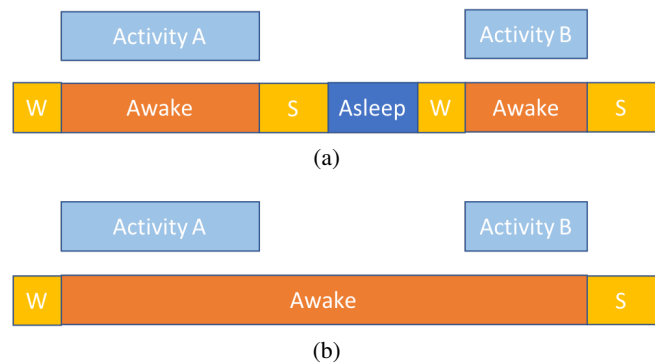 Activity A Activity B
W Awake S Asleep W Awake S
(a)
Activity A Activity B
W Awake S
(b)